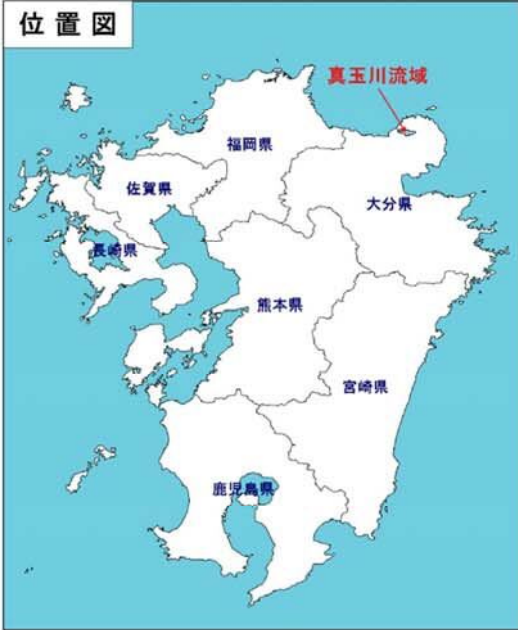 位置図
真玉川流域
福岡県
佐賀県
大分県
長崎県
熊本県
宮崎県
鹿児島県